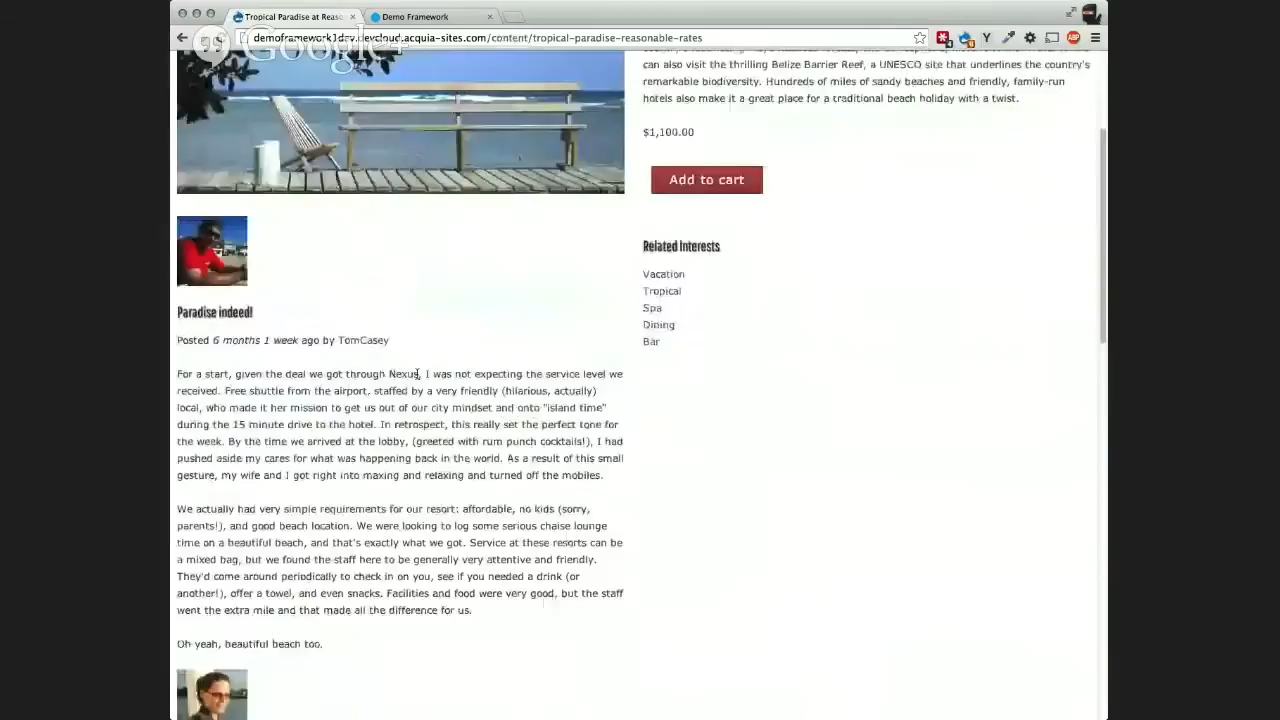 Tropical Paradise at Reaso
Demo Framework
Google+
demoframework1dev.devcloud.acquia-sites.com/content/tropical-paradise-reasonable-rates
can also visit the thrilling Belize Barrier Reef, a UNESCO site that underlines the country's
remarkable biodiversity. Hundreds of miles of sandy beaches and friendly, family-run
hotels also make it a great place for a traditional beach holiday with a twist.
$1,100.00
Add to cart
Related Interests
Vacation
Tropical
Spa
Dining
Bar
Paradise indeed!
Posted 6 months 1 week ago by TomCasey
For a start, given the deal we got through Nexus, I was not expecting the service level we
received. Free shuttle from the airport, staffed by a very friendly (hilarious, actually)
local, who made it her mission to get us out of our city mindset and onto "island time"
during the 15 minute drive to the hotel. In retrospect, this really set the perfect tone for
the week. By the time we arrived at the lobby, (greeted with rum punch cocktails!), I had
pushed aside my cares for what was happening back in the world. As a result of this small
gesture, my wife and I got right into maxing and relaxing and turned off the mobiles.
We actually had very simple requirements for our resort: affordable, no kids (sorry,
parents!), and good beach location. We were looking to log some serious chaise lounge
time on a beautiful beach, and that's exactly what we got. Service at these resorts can be
a mixed bag, but we found the staff here to be generally very attentive and friendly.
They'd come around periodically to check in on you, see if you needed a drink (or
another!), offer a towel, and even snacks. Facilities and food were very good, but the staff
went the extra mile and that made all the difference for us.
Oh yeah, beautiful beach too.